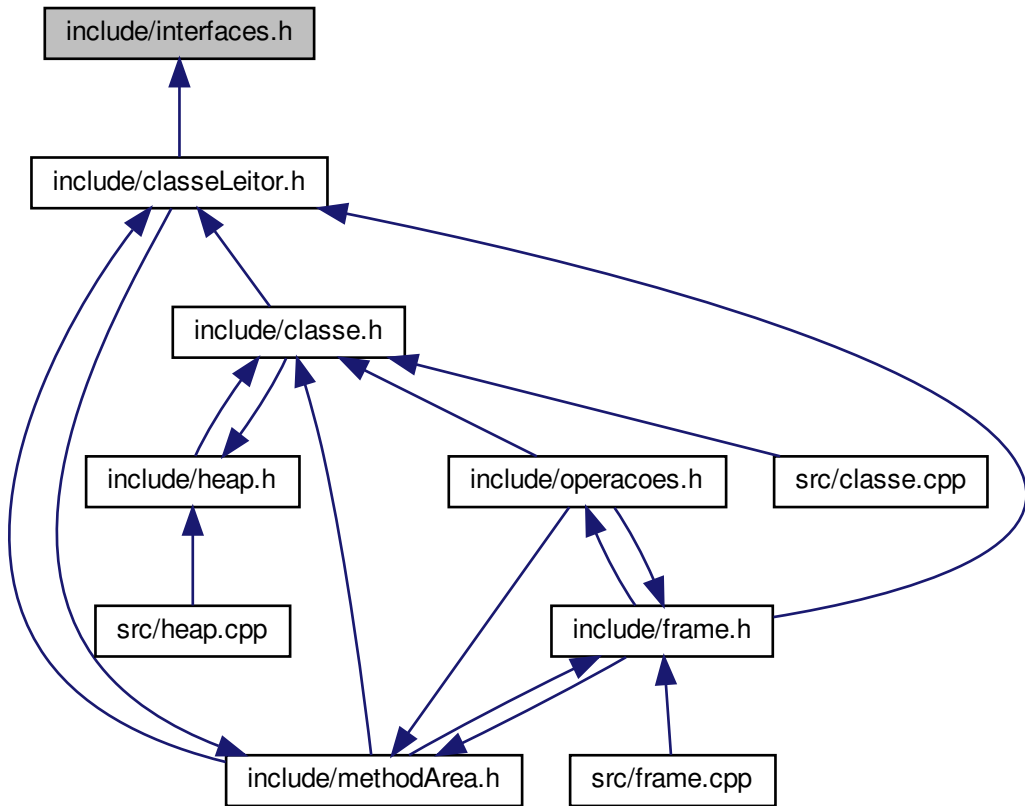 include/interfaces.h
include/classeLeitor.h
include/classe.h
include/heap.h
include/operacoes.h
src/classe.cpp
src/heap.cpp
include/frame.h
include/methodArea.h
src/frame.cpp